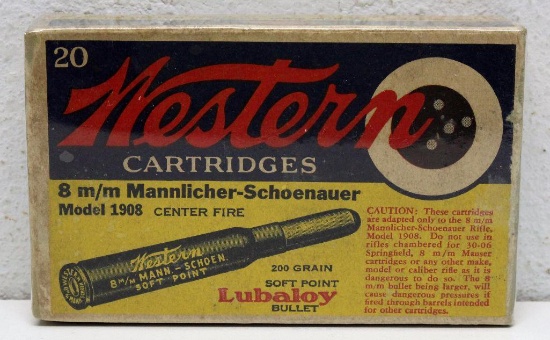 20
Western
CARTRIDGES
8 m/m Mannlicher-Schoenauer
Model 1908 CENTER FIRE
Western
8 M/M MANN.-SCHOEN.
SOFT POINT
200 GRAIN
SOFT POINT
Lubaloy
BULLET
CAUTION: These cartridges
are adapted only to the 8 m/m
Mannlicher-Schoenauer Rifle,
Model 1908. Do not use in
rifles chambered for 30-06
Springfield, 8 m/m Mauser
cartridges or any other make,
model or caliber rifle as it is
dangerous to do so. The 8
m/m bullet being larger, will
cause dangerous pressures if
fired through barrels intended
for other cartridges.